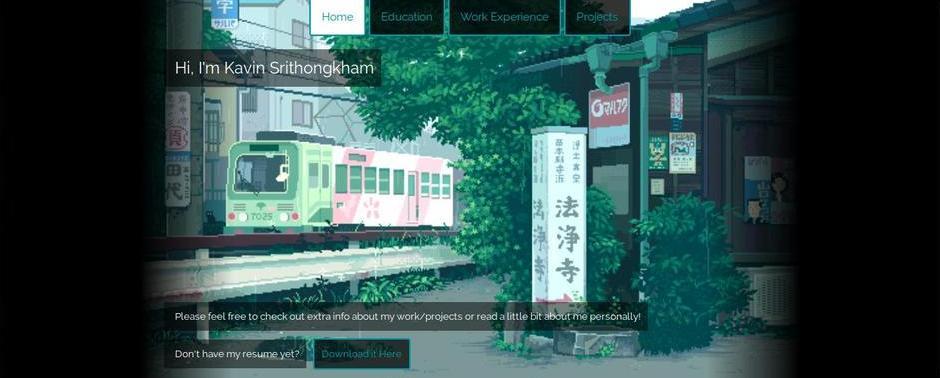 Home
Education
Work Experience
Projects
Hi, I'm Kavin Srithongkham
7025
法浄寺
Please feel free to check out extra info about my work/projects or read a little bit about me personally!
Don't have my resume yet?
Download it Here